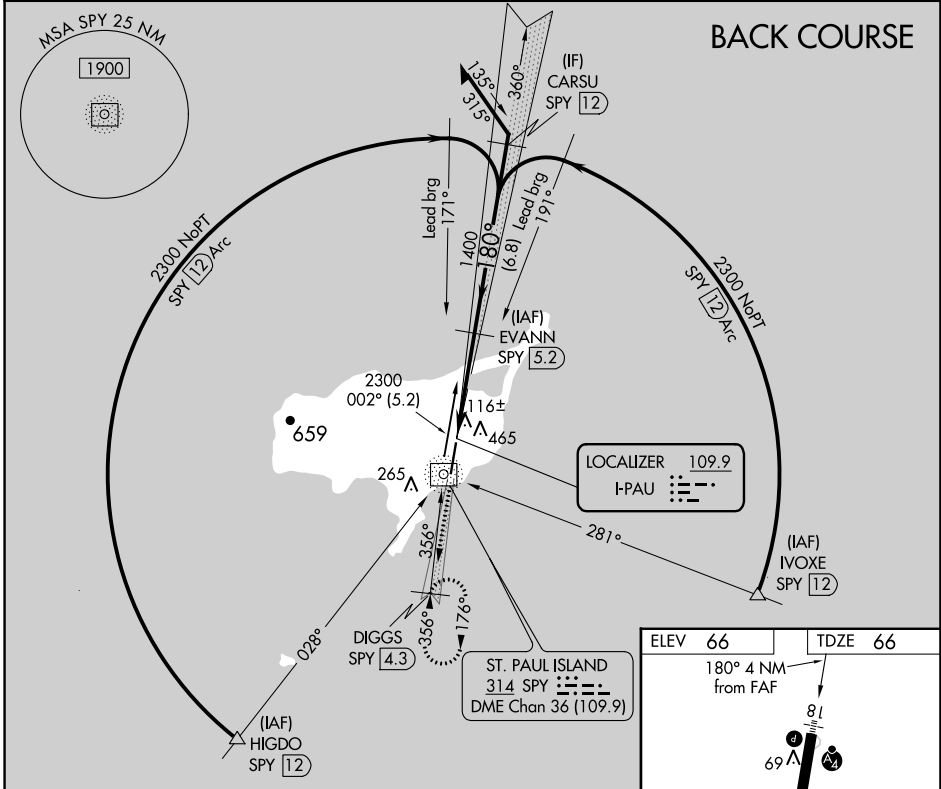 BACK COURSE
MSA SPY 25 NM
1900
135°
315°
360°
(IF)
CARSU
SPY 12
Lead brg
171°
Lead brg
191°
1400
180°
(6.8)
2300 NoPT
SPY 12 Arc
2300 NoPT
SPY 12 Arc
(IAF)
EVANN
SPY 5.2
2300
002° (5.2)
116±
465
659
265
LOCALIZER 109.9
I-PAU
281°
(IAF)
IVOXE
SPY 12
356°
356°
176°
028°
DIGGS
SPY 4.3
ST. PAUL ISLAND
314 SPY
DME Chan 36 (109.9)
(IAF)
HIGDO
SPY 12
ELEV 66
TDZE 66
180° 4 NM
from FAF
18
P
69
A4